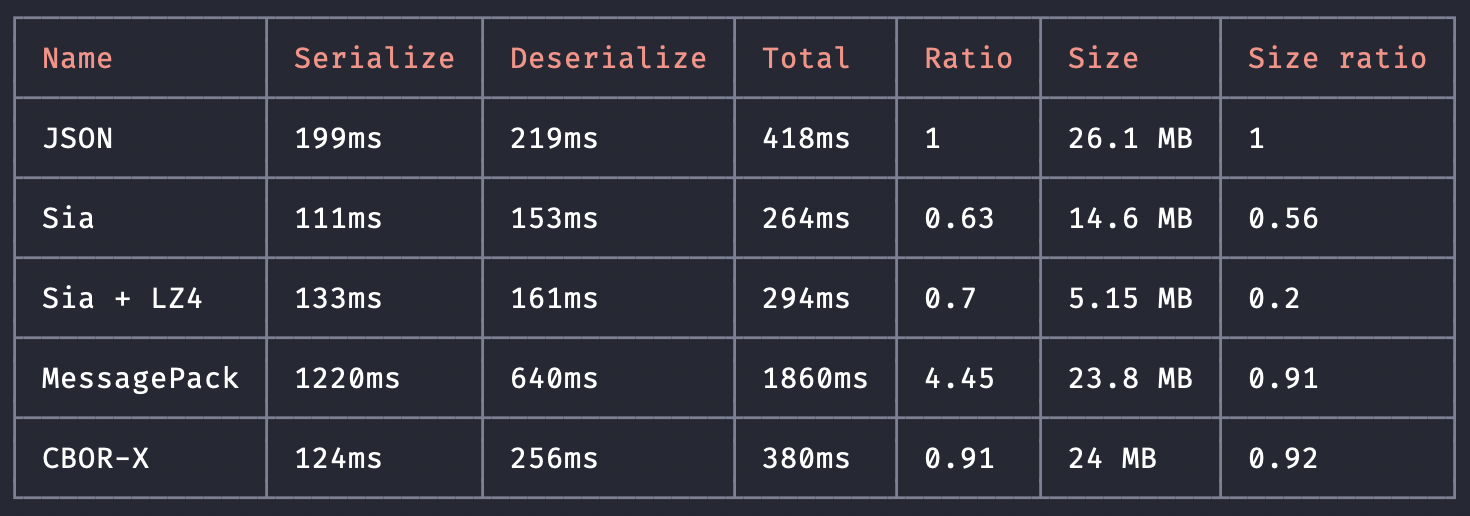 Name Serialize Deserialize Total Ratio Size Size ratio
JSON 199ms 219ms 418ms 1 26.1 MB 1
Sia 111ms 153ms 264ms 0.63 14.6 MB 0.56
Sia + LZ4 133ms 161ms 294ms 0.7 5.15 MB 0.2
MessagePack 1220ms 640ms 1860ms 4.45 23.8 MB 0.91
CBOR-X 124ms 256ms 380ms 0.91 24 MB 0.92